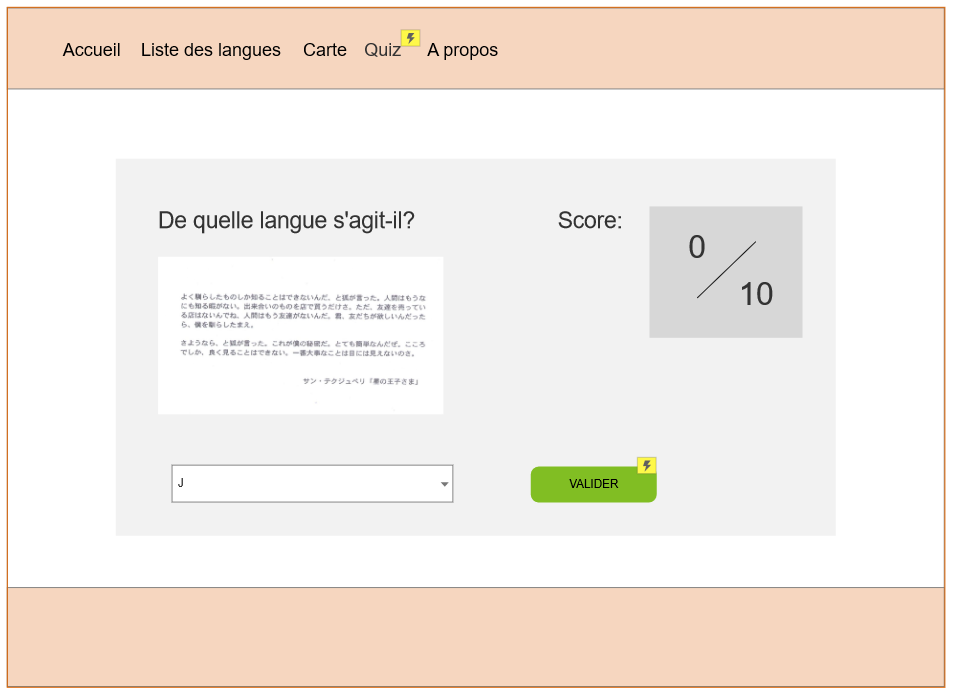 Accueil Liste des langues Carte Quiz A propos
De quelle langue s'agit-il?
Score:
0
10
よく馴らしたものしか知ることはできないんだ、と狐が言った。人間はもうな
にも知る暇がない。出来合いのものを店で買うだけさ。ただ、友達を売ってい
る店はないんでね、人間はもう友達がないんだ。君、友だちが欲しいんだった
ら、僕を馴らしたまえ。
さようなら、と狐が言った。これが僕の秘密だ。とても簡単なんだぜ。こころ
でしか、良く見ることはできない。一番大事なことは目には見えないのさ。
サン・テクジュペリ「星の王子さま」
J
VALIDER